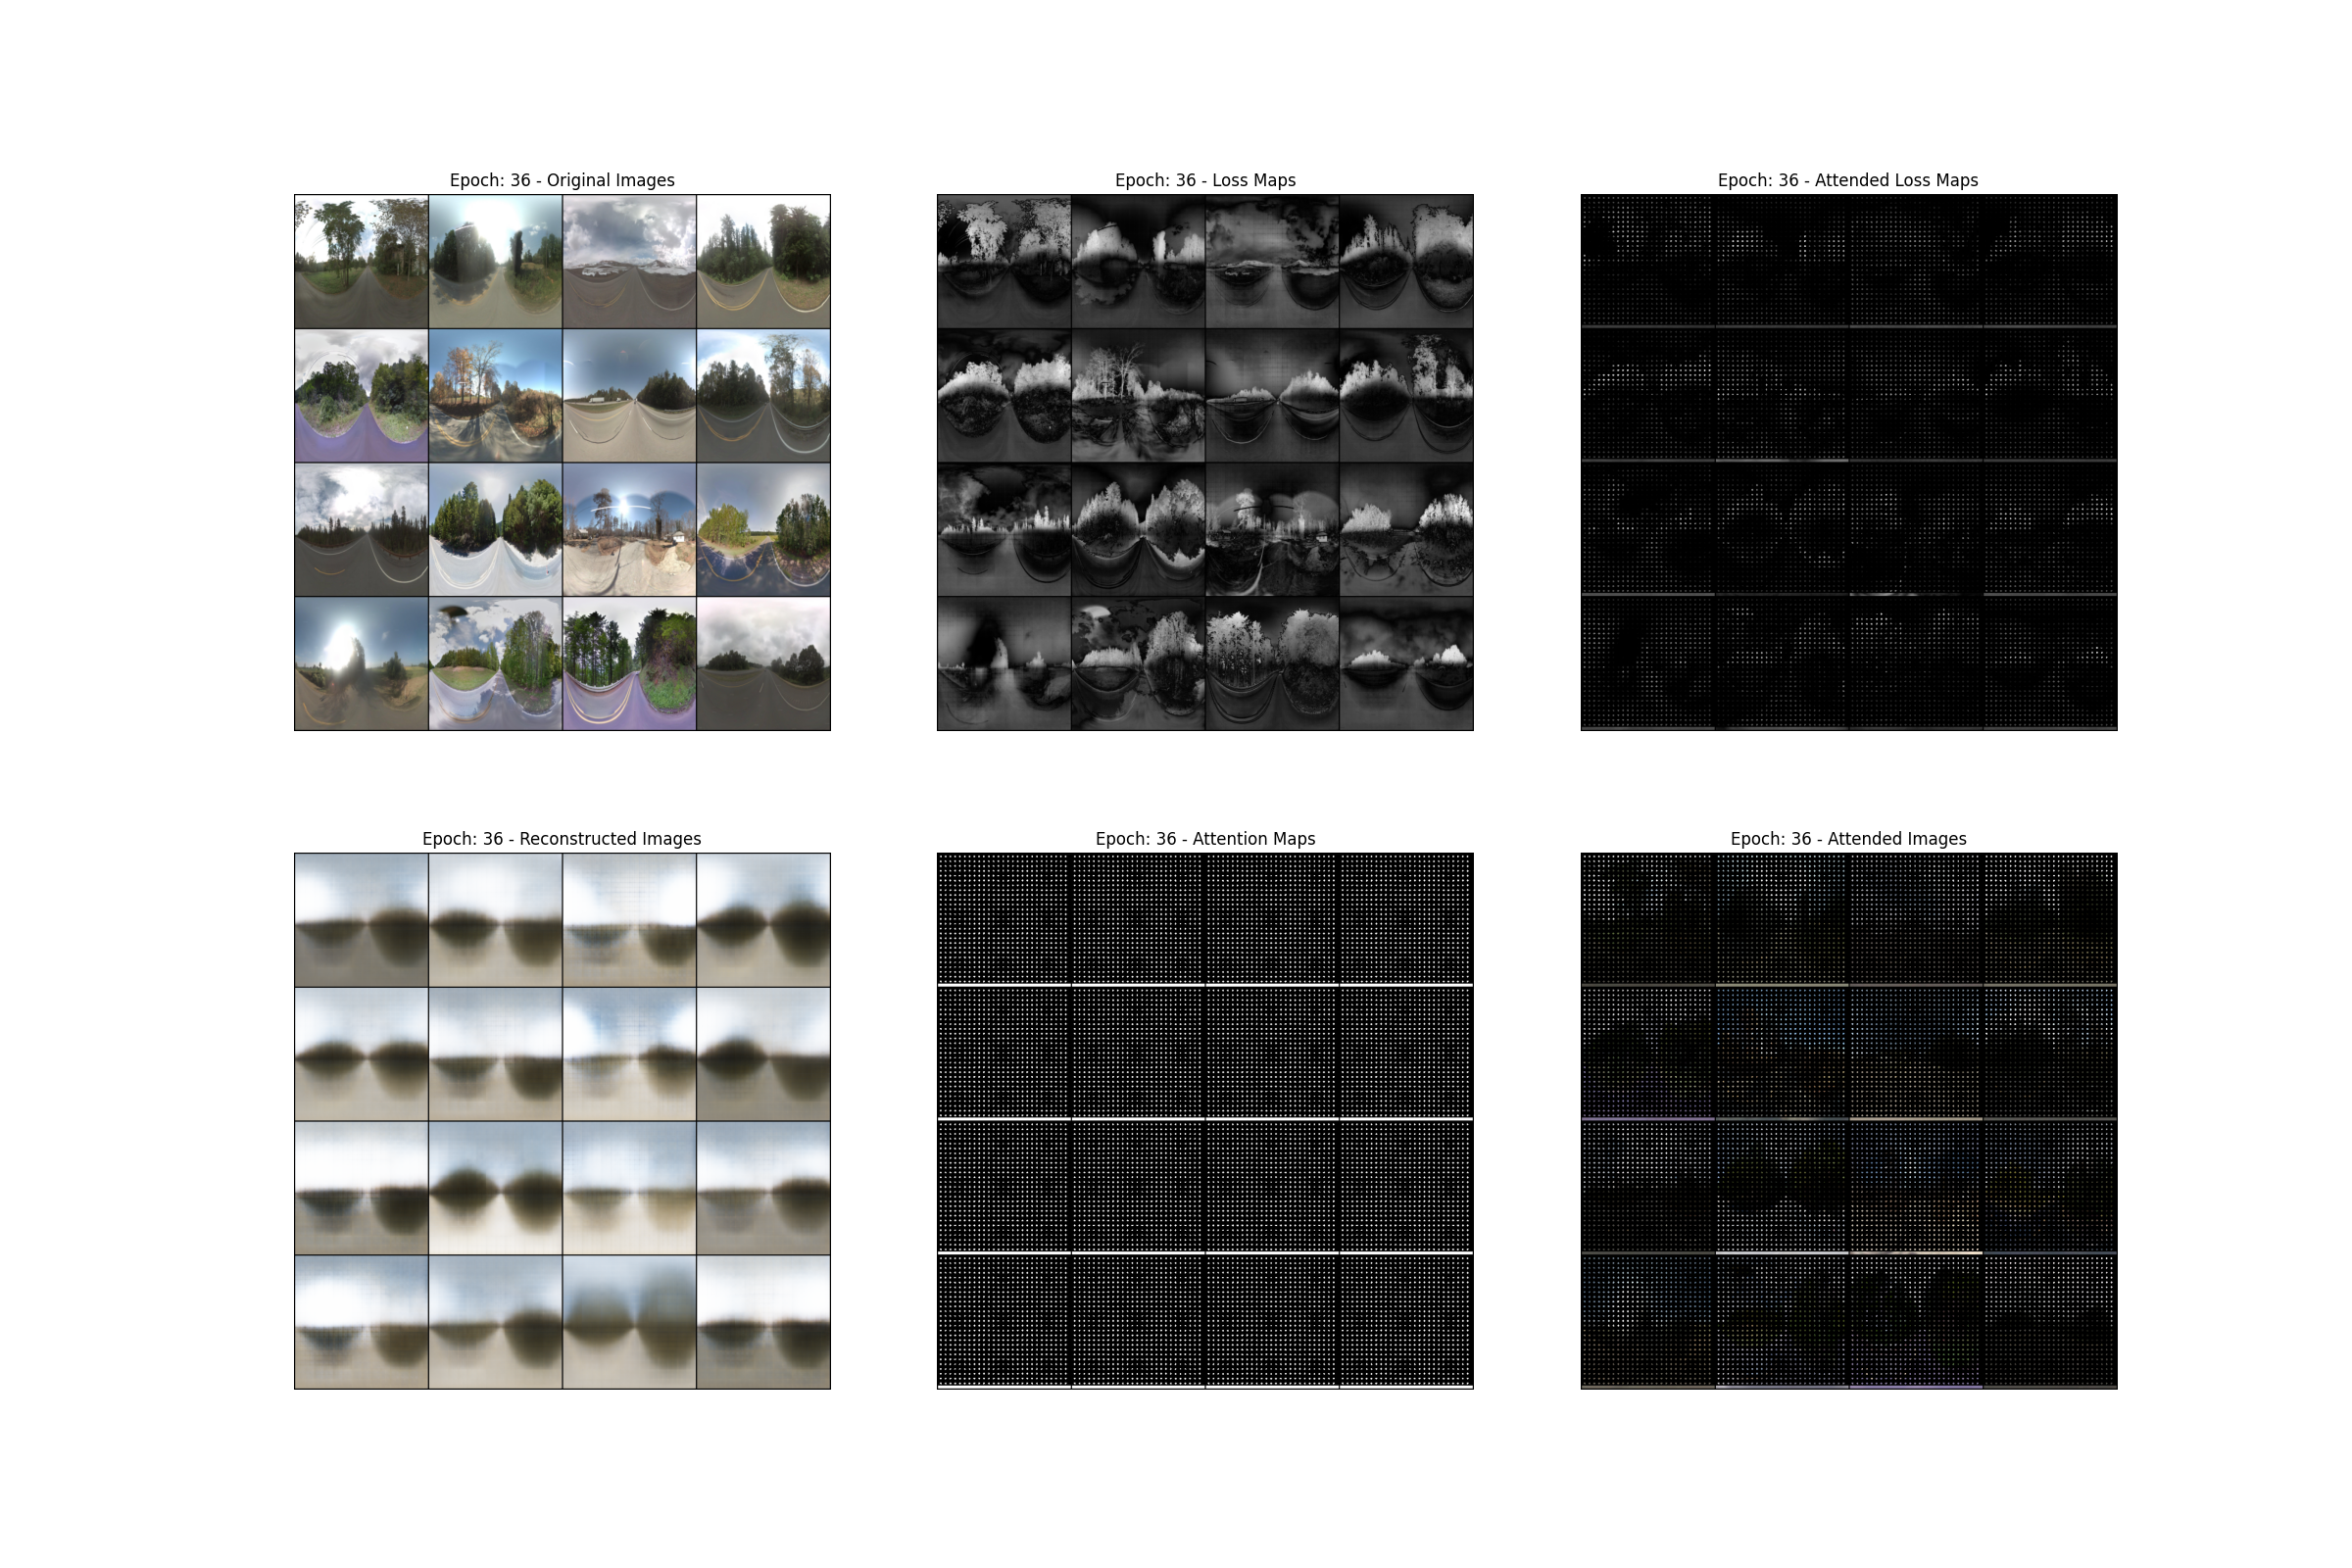 Epoch: 36 - Original Images
Epoch: 36 - Loss Maps
Epoch: 36 - Attended Loss Maps
Epoch: 36 - Reconstructed Images
Epoch: 36 - Attention Maps
Epoch: 36 - Attended Images